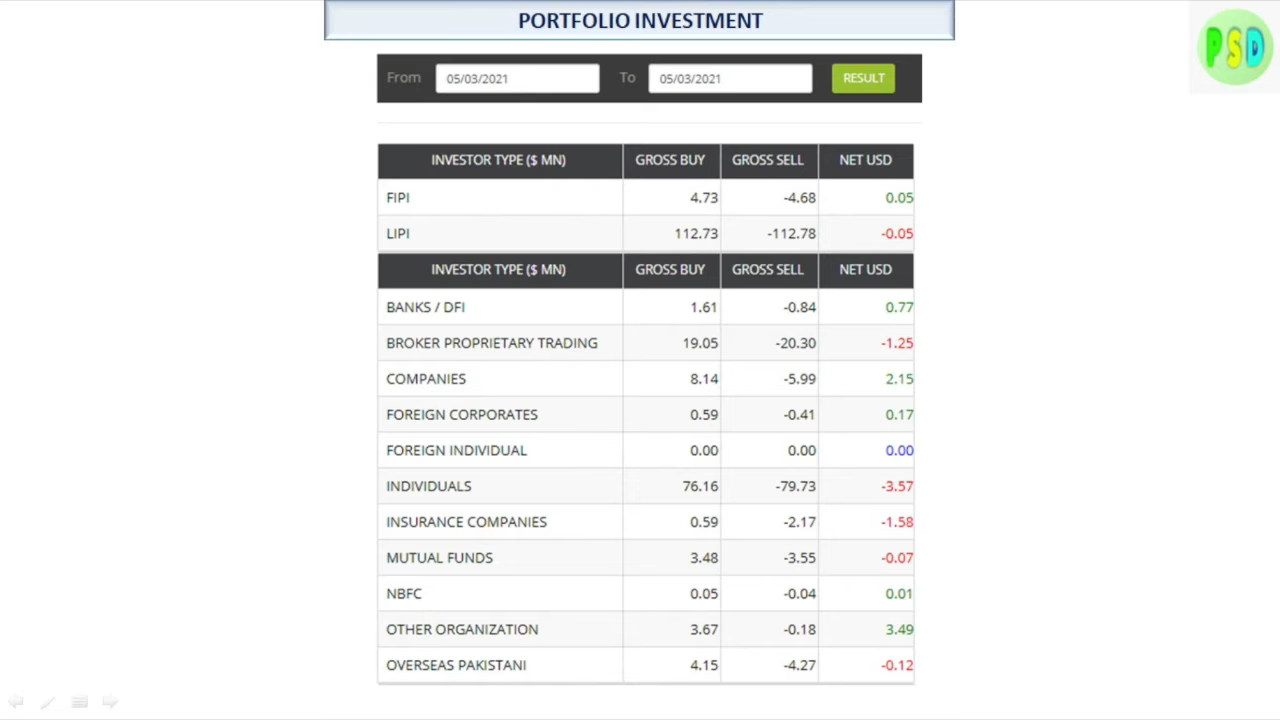 PORTFOLIO INVESTMENT
PSD
From 05/03/2021 To 05/03/2021 RESULT
INVESTOR TYPE ($ MN) GROSS BUY GROSS SELL NET USD
FIPI 4.73 -4.68 0.05
LIPI 112.73 -112.78 -0.05
INVESTOR TYPE ($ MN) GROSS BUY GROSS SELL NET USD
BANKS / DFI 1.61 -0.84 0.77
BROKER PROPRIETARY TRADING 19.05 -20.30 -1.25
COMPANIES 8.14 -5.99 2.15
FOREIGN CORPORATES 0.59 -0.41 0.17
FOREIGN INDIVIDUAL 0.00 0.00 0.00
INDIVIDUALS 76.16 -79.73 -3.57
INSURANCE COMPANIES 0.59 -2.17 -1.58
MUTUAL FUNDS 3.48 -3.55 -0.07
NBFC 0.05 -0.04 0.01
OTHER ORGANIZATION 3.67 -0.18 3.49
OVERSEAS PAKISTANI 4.15 -4.27 -0.12